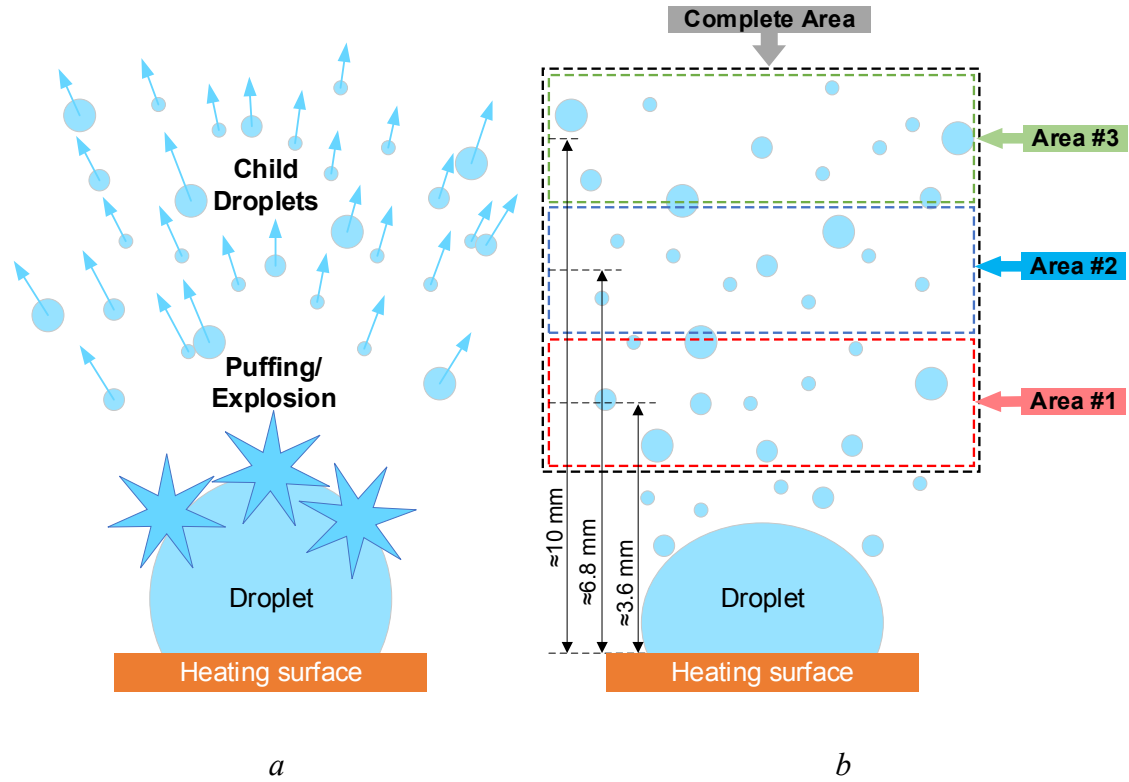 Complete Area
Child
Droplets
Area #3
Area #2
Puffing/
Explosion
Area #1
≈10 mm
≈6.8 mm
≈3.6 mm
Droplet
Droplet
Heating surface
Heating surface
a
b